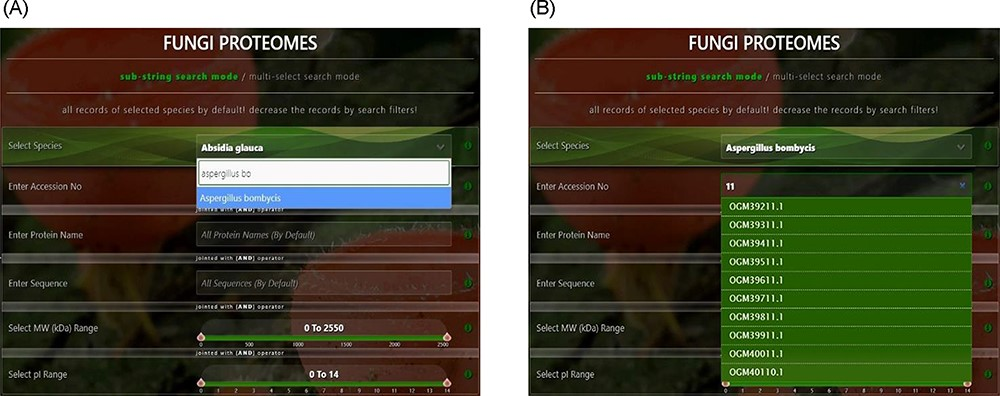 (A)
FUNGI PROTEOMES
sub-string search mode / multi-select search mode
all records of selected species by default! decrease the records by search filters!
Select Species
Absidia glauca
aspergillus bo
Aspergillus bombycis
Enter Accession No
jointed with [AND] operator
Enter Protein Name
All Protein Names (By Default)
jointed with [AND] operator
Enter Sequence
All Sequences (By Default)
jointed with [AND] operator
Select MW (kDa) Range
0 To 2550
0 500 1000 1500 2000 2500
jointed with [AND] operator
Select pI Range
0 To 14
0 1 2 3 4 5 6 7 8 9 10 11 12 13 14
(B)
FUNGI PROTEOMES
sub-string search mode / multi-select search mode
all records of selected species by default! decrease the records by search filters!
Select Species
Aspergillus bombycis
Enter Accession No
11
OGM39211.1
OGM39311.1
OGM39411.1
OGM39511.1
OGM39611.1
OGM39711.1
OGM39811.1
OGM39911.1
OGM40011.1
OGM40110.1
Enter Protein Name
Enter Sequence
Select MW (kDa) Range
Select pI Range
0 1 2 3 4 5 6 7 8 9 10 11 12 13 14